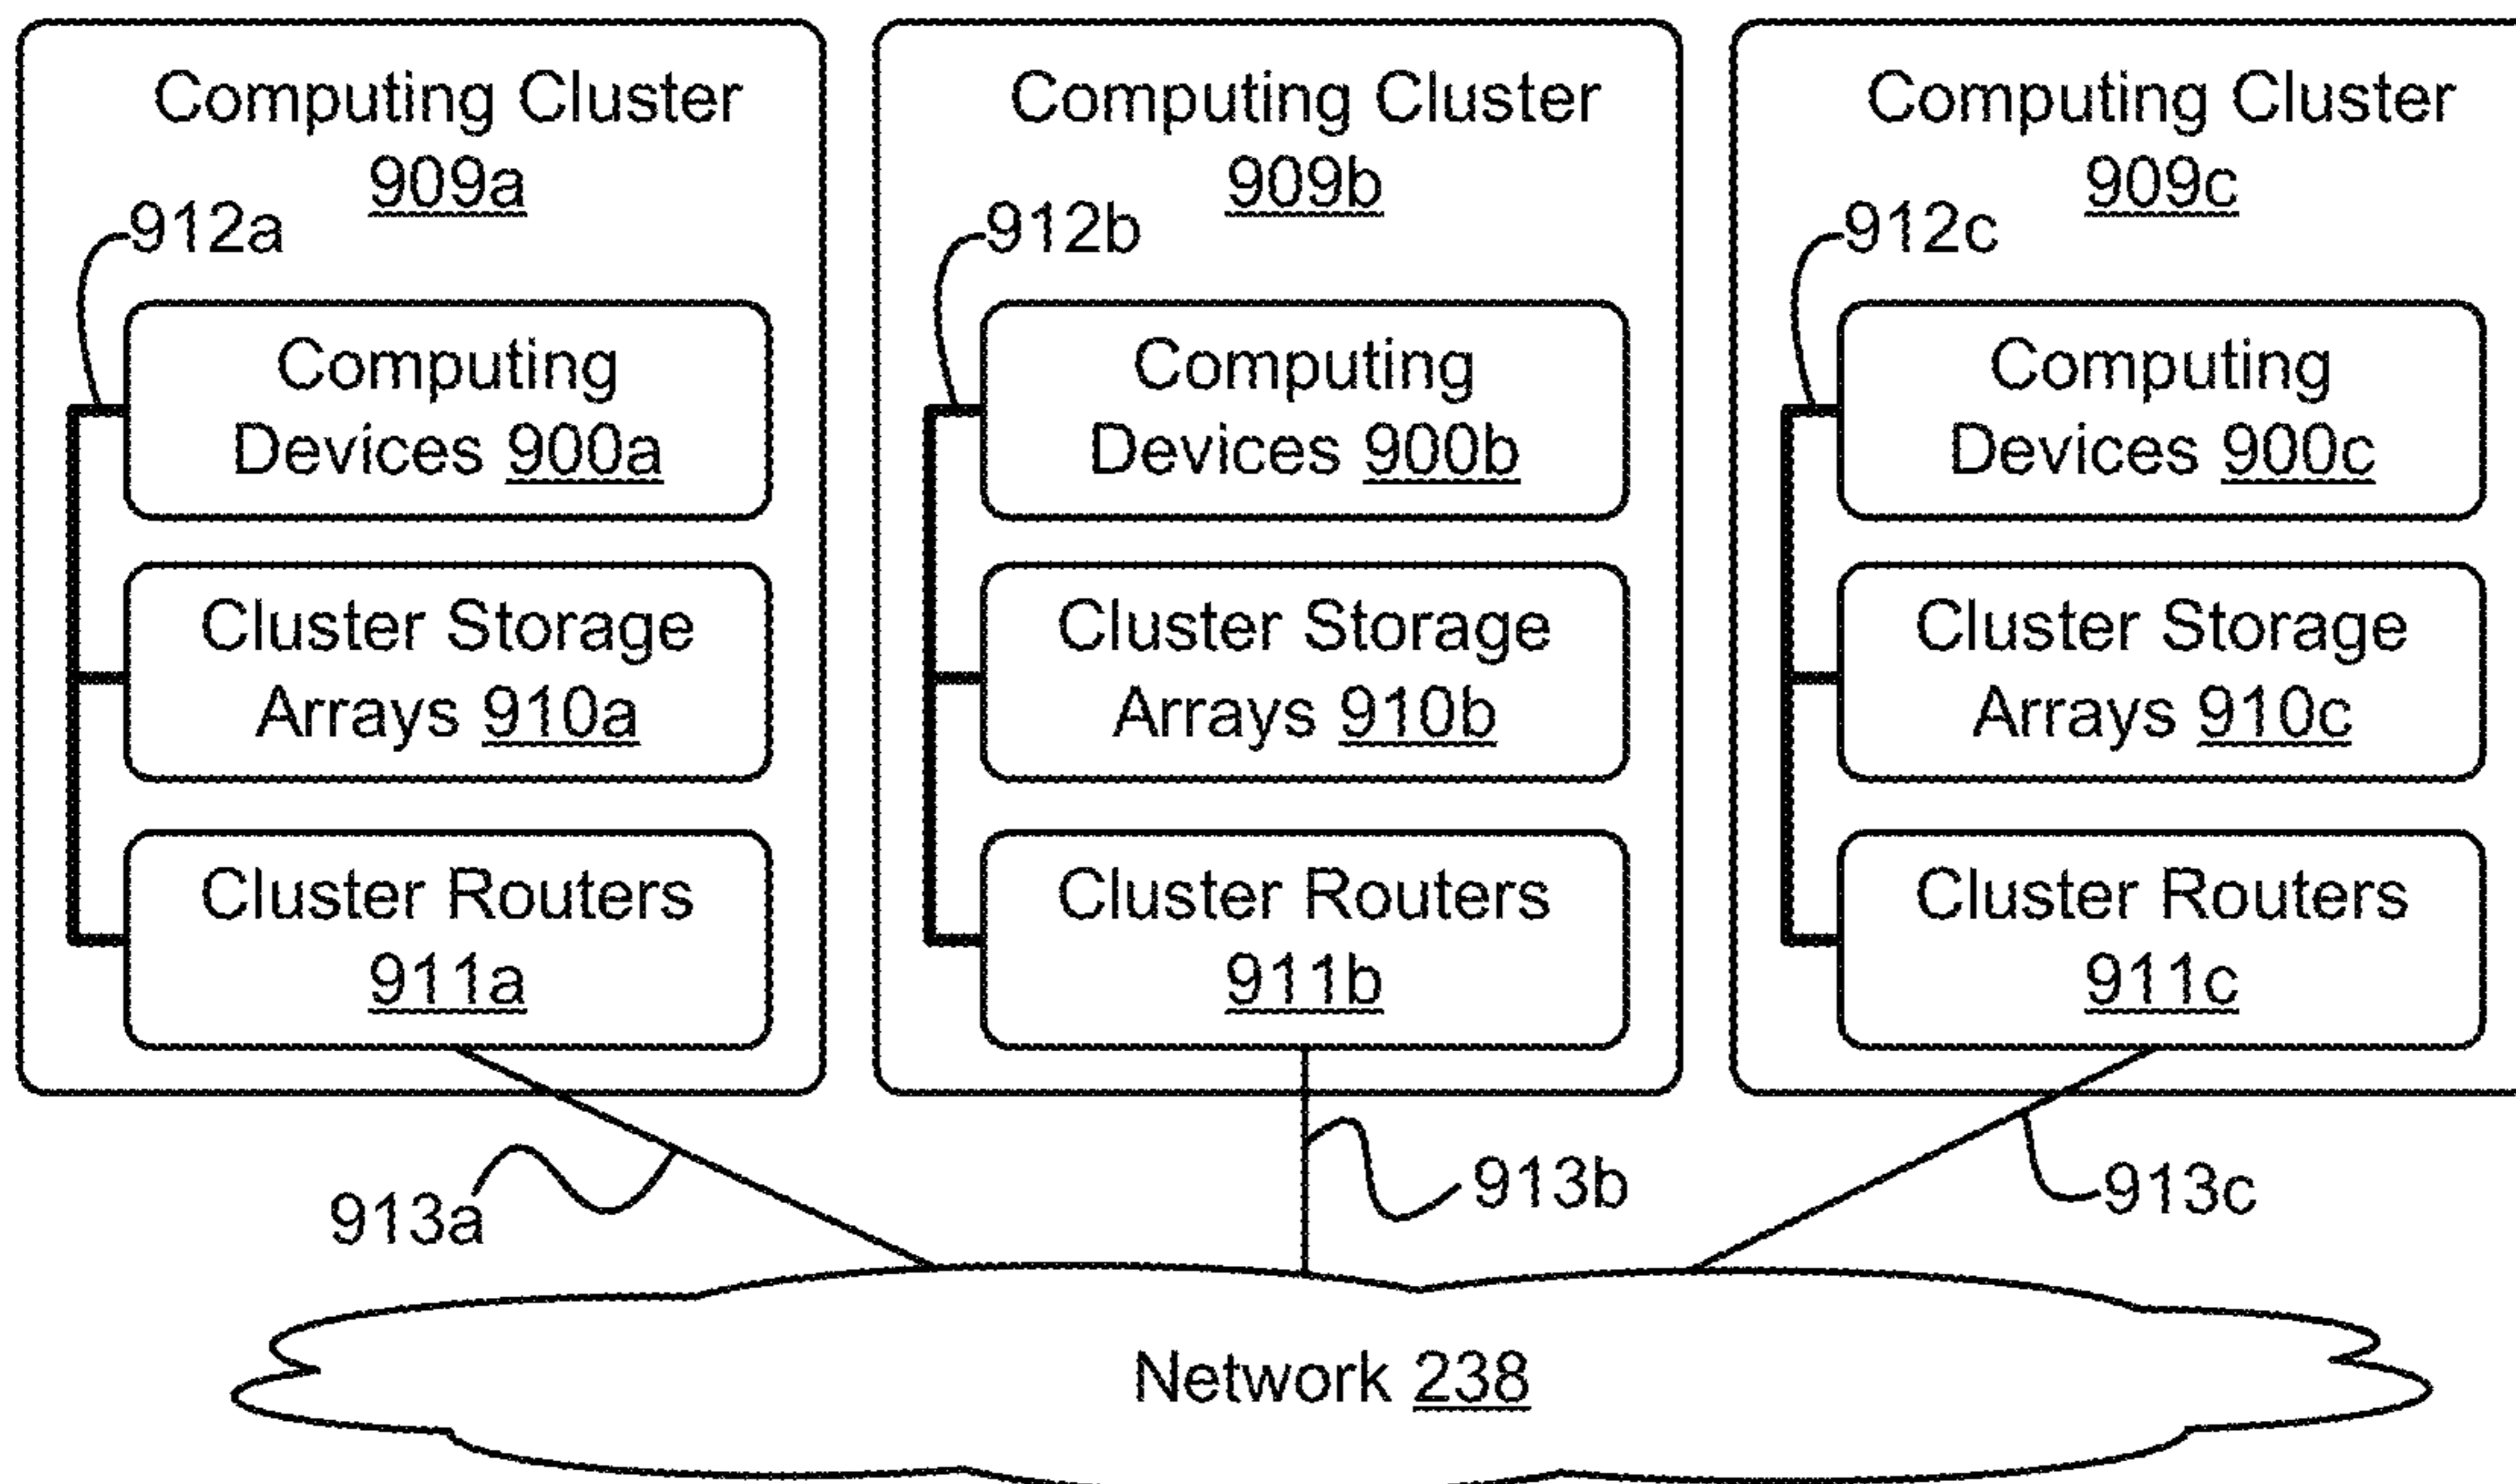 Computing Cluster
909a
912a
Computing
Devices 900a
Cluster Storage
Arrays 910a
Cluster Routers
911a
Computing Cluster
909b
912b
Computing
Devices 900b
Cluster Storage
Arrays 910b
Cluster Routers
911b
Computing Cluster
909c
912c
Computing
Devices 900c
Cluster Storage
Arrays 910c
Cluster Routers
911c
913a
913b
913c
Network 238